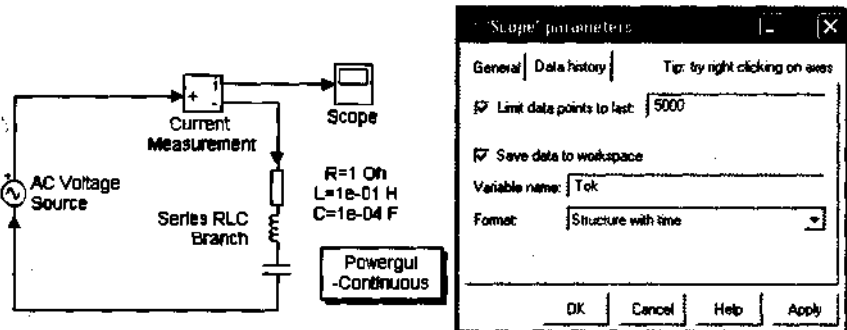 i
Scope
Current
Measurement
AC Voltage
Source
Series RLC
Branch
R=1 Oh
L=1e-01 H
C=1e-04 F
Powergui
-Continuous
"Scope" parameters
General
Data history
Tip: try right clicking on axes
Limit data points to last:
5000
Save data to workspace
Variable name:
Tok
Format:
Structure with time
OK
Cancel
Help
Apply